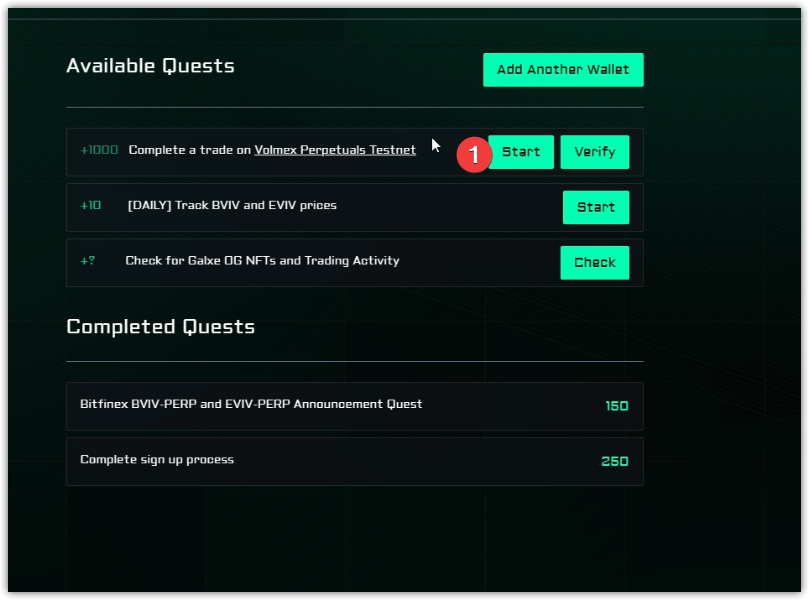 Available Quests
Add Another Wallet
+1000 Complete a trade on Volmex Perpetuals Testnet 1 Start Verify
+10 [DAILY] Track BVIV and EVIV prices Start
+? Check for Galxe OG NFTs and Trading Activity Check
Completed Quests
Bitfinex BVIV-PERP and EVIV-PERP Announcement Quest 150
Complete sign up process 250